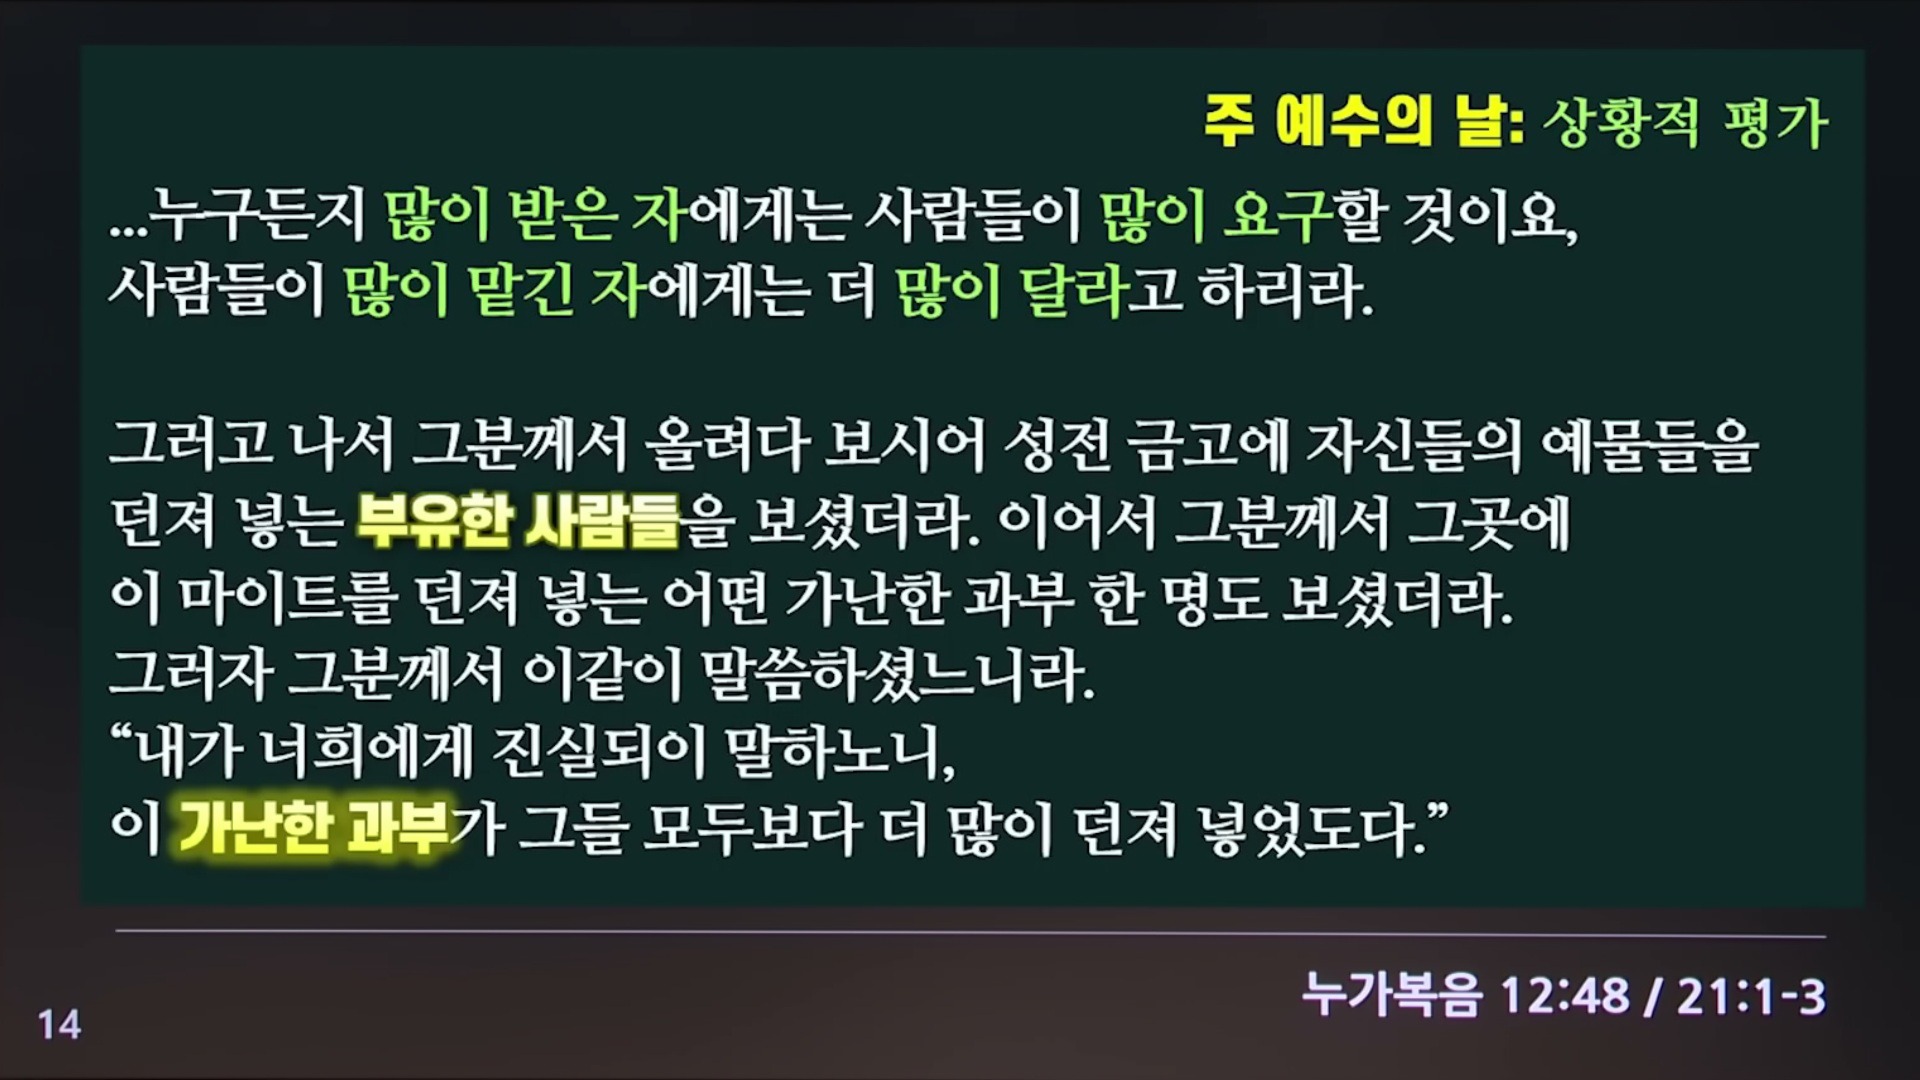 주 예수의 날: 상황적 평가
...누구든지 많이 받은 자에게는 사람들이 많이 요구할 것이요,
사람들이 많이 맡긴 자에게는 더 많이 달라고 하리라.
그러고 나서 그분께서 올려다 보시어 성전 금고에 자신들의 예물들을
던져 넣는 부유한 사람들을 보셨더라. 이어서 그분께서 그곳에
이 마이트를 던져 넣는 어떤 가난한 과부 한 명도 보셨더라.
그러자 그분께서 이같이 말씀하셨느니라.
“내가 너희에게 진실되이 말하노니,
이 가난한 과부가 그들 모두보다 더 많이 던져 넣었도다.”
누가복음 12:48 / 21:1-3
14